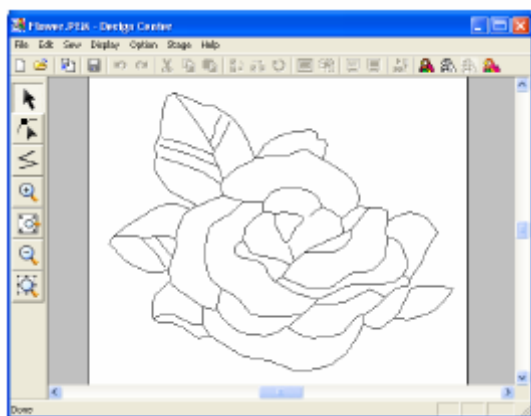 Flower.PEM - Design Center
File Edit Sew Display Option Stage Help
Done